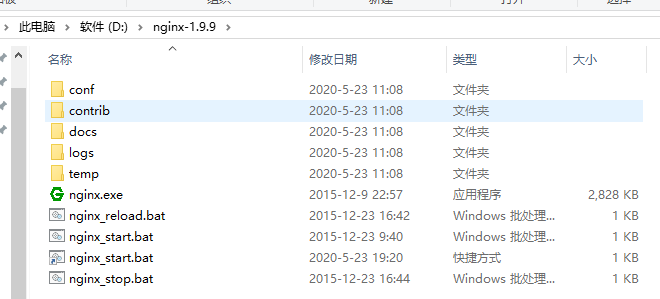 此电脑 › 软件 (D:) › nginx-1.9.9
名称 修改日期 类型 大小
conf 2020-5-23 11:08 文件夹
contrib 2020-5-23 11:08 文件夹
docs 2020-5-23 11:08 文件夹
logs 2020-5-23 11:08 文件夹
temp 2020-5-23 11:08 文件夹
nginx.exe 2015-12-9 22:57 应用程序 2,828 KB
nginx_reload.bat 2015-12-23 16:42 Windows 批处理... 1 KB
nginx_start.bat 2015-12-23 9:40 Windows 批处理... 1 KB
nginx_start.bat 2020-5-23 19:20 快捷方式 1 KB
nginx_stop.bat 2015-12-23 16:44 Windows 批处理... 1 KB